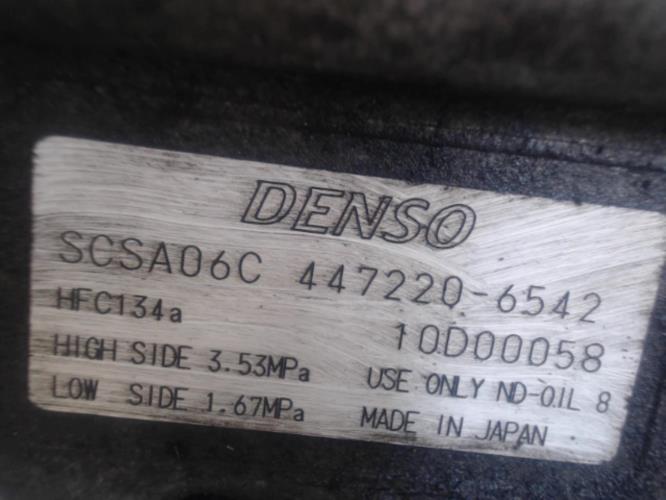 DENSO
SCSA06C 447220-6542
HFC134a 10D00058
HIGH SIDE 3.53MPa USE ONLY ND-OIL 8
LOW SIDE 1.67MPa MADE IN JAPAN